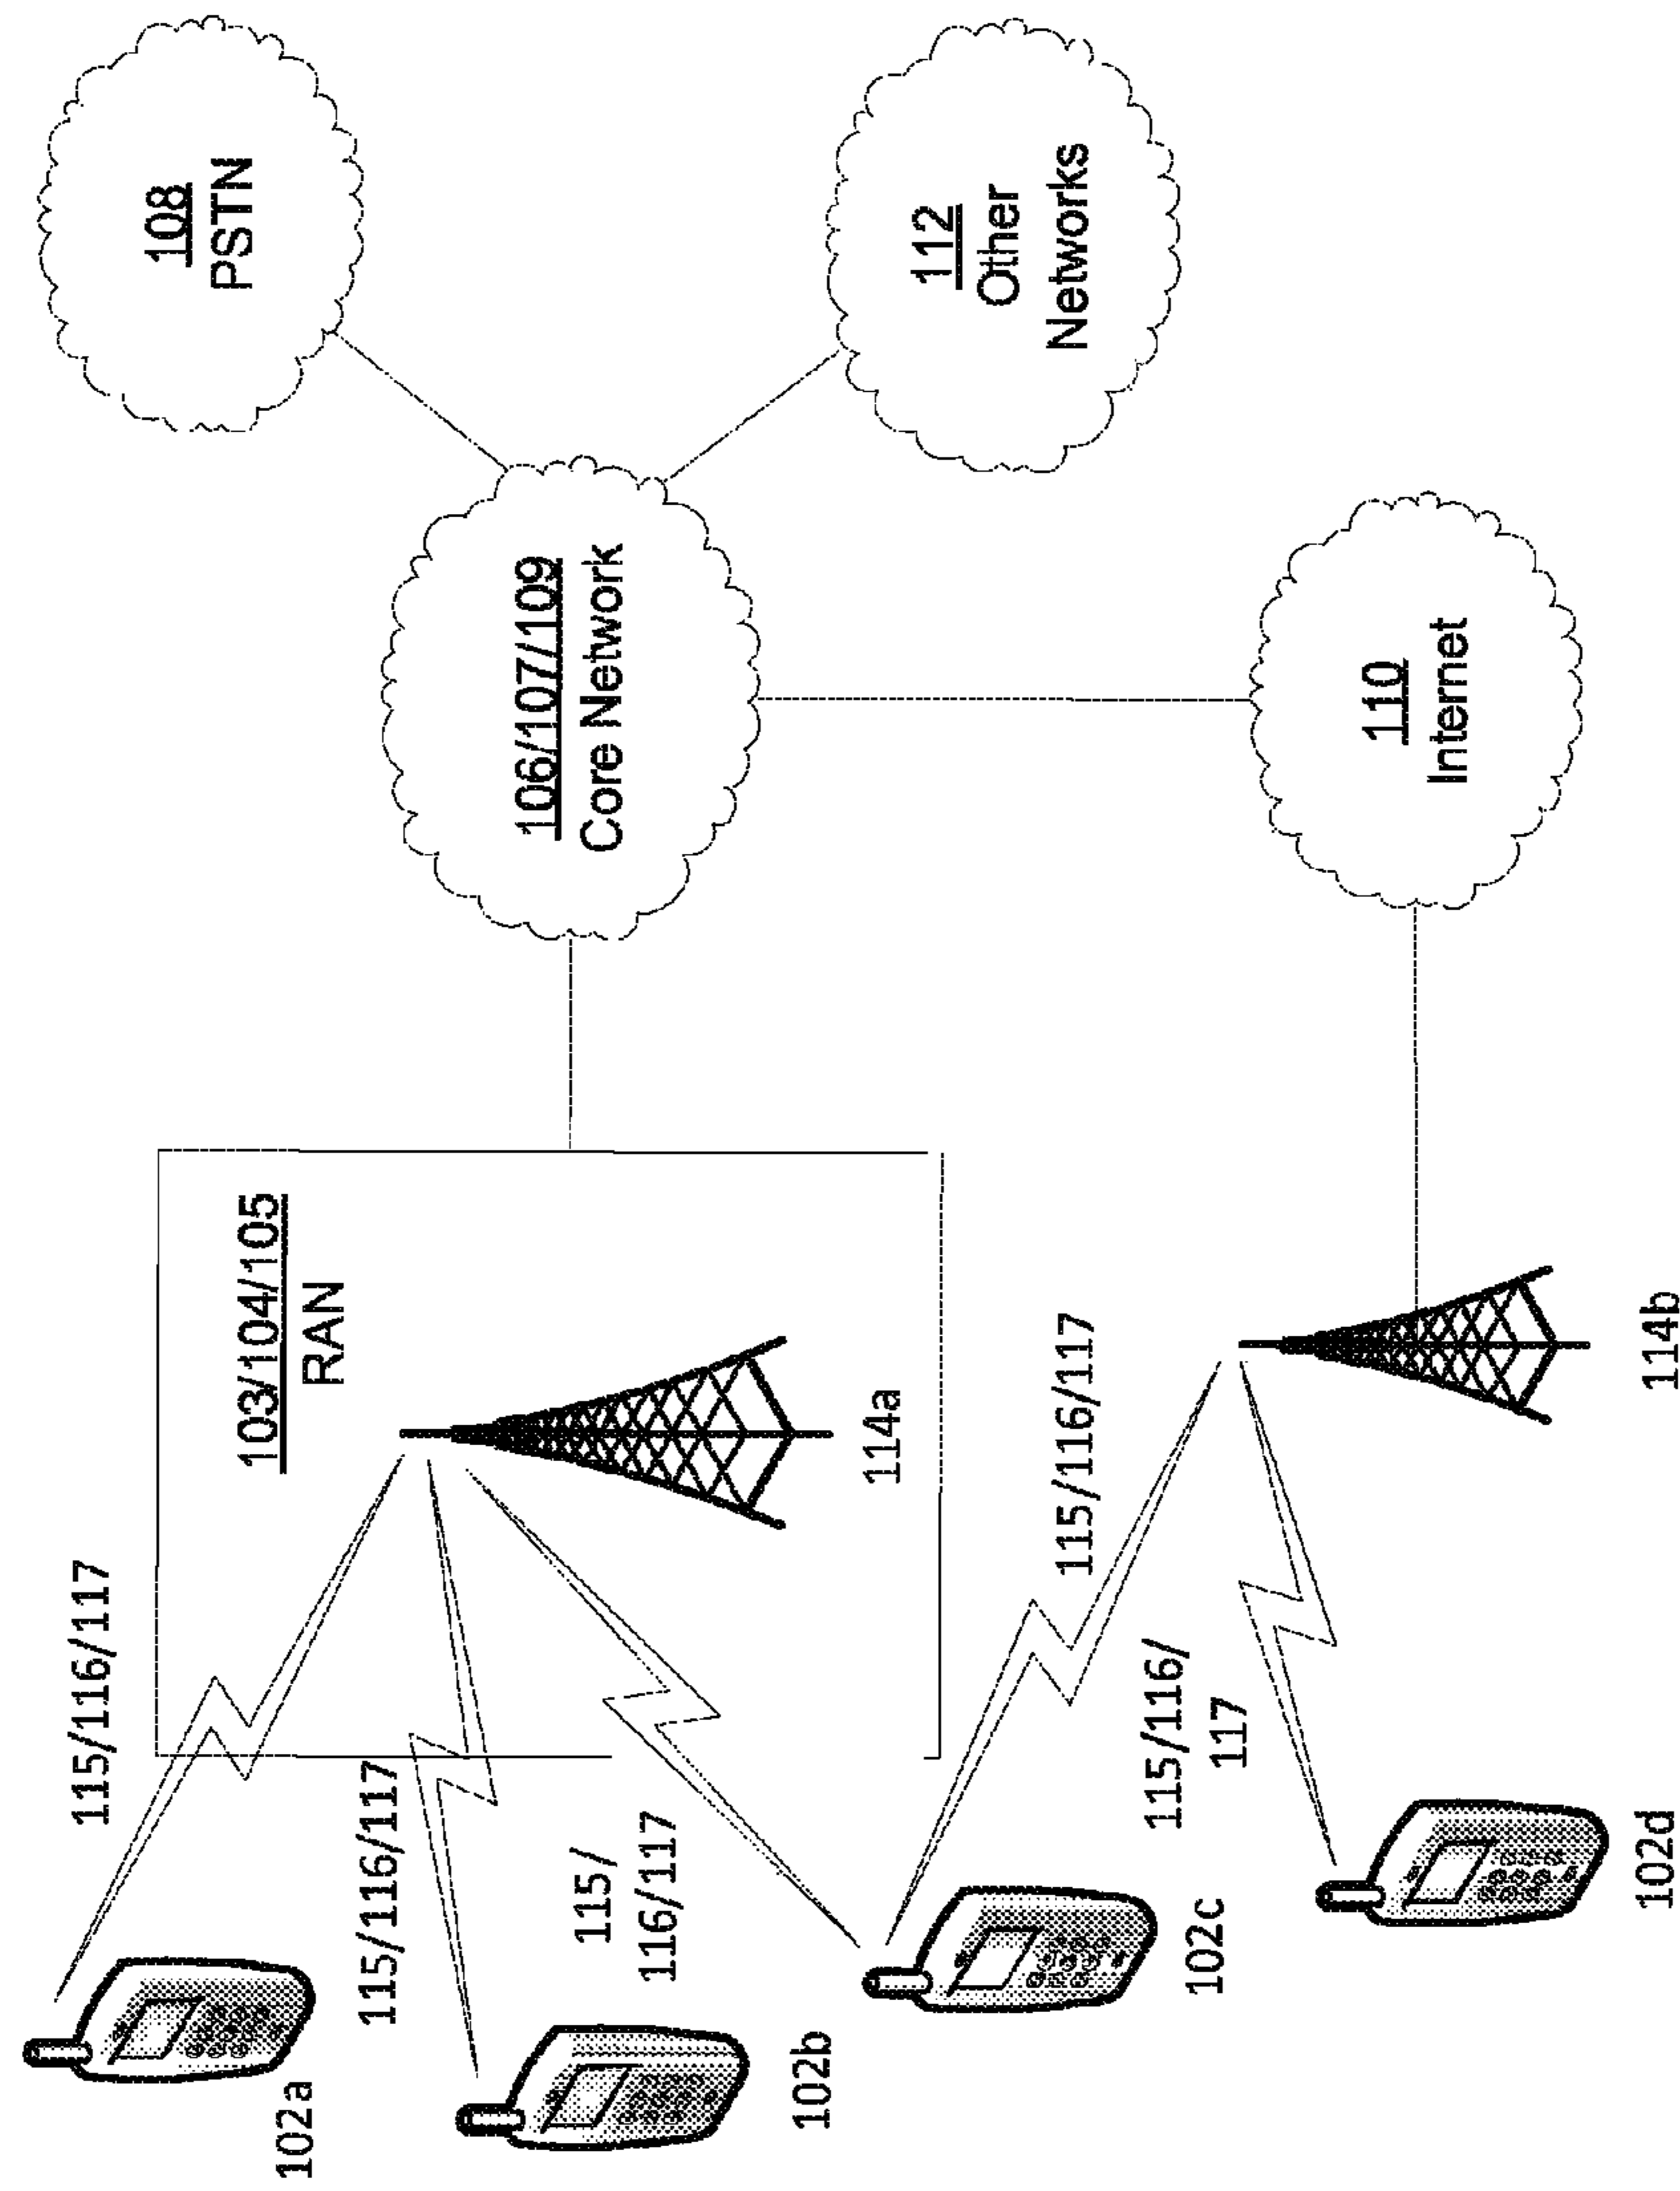 108
PSTN
106/107/109
Core Network
112
Other
Networks
103/104/105
RAN
110
Internet
115/116/117
114a
115/116/117
115/116/117
114b
115/
116/117
115/116/
117
102a
102b
102c
102d